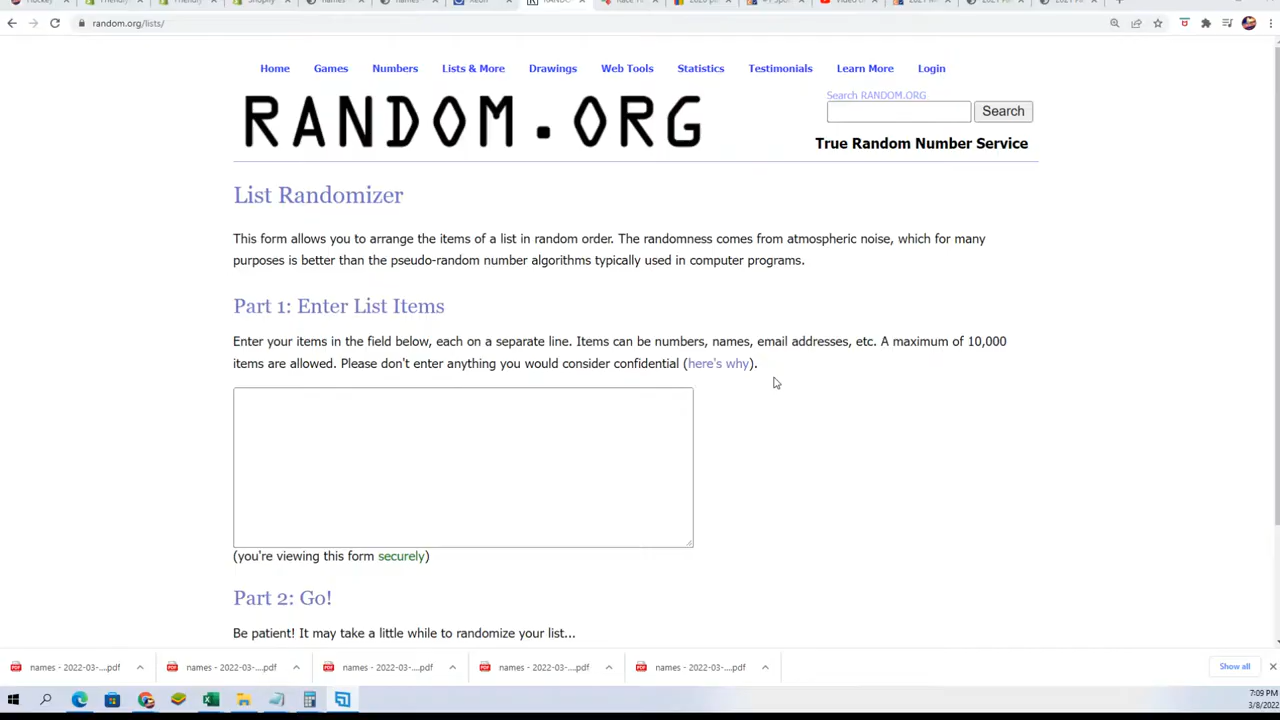 Friendly
Friendly
Shopify
names -
names -
random.org/lists/
Home Games Numbers Lists & More Drawings Web Tools Statistics Testimonials Learn More Login
RANDOM.ORG
Search RANDOM.ORG
Search
True Random Number Service
List Randomizer
This form allows you to arrange the items of a list in random order. The randomness comes from atmospheric noise, which for many
purposes is better than the pseudo-random number algorithms typically used in computer programs.
Part 1: Enter List Items
Enter your items in the field below, each on a separate line. Items can be numbers, names, email addresses, etc. A maximum of 10,000
items are allowed. Please don't enter anything you would consider confidential (here's why).
(you're viewing this form securely)
Part 2: Go!
Be patient! It may take a little while to randomize your list...
names - 2022-03-....pdf names - 2022-03-....pdf names - 2022-03-....pdf names - 2022-03-....pdf names - 2022-03-....pdf Show all
7:09 PM
3/8/2022